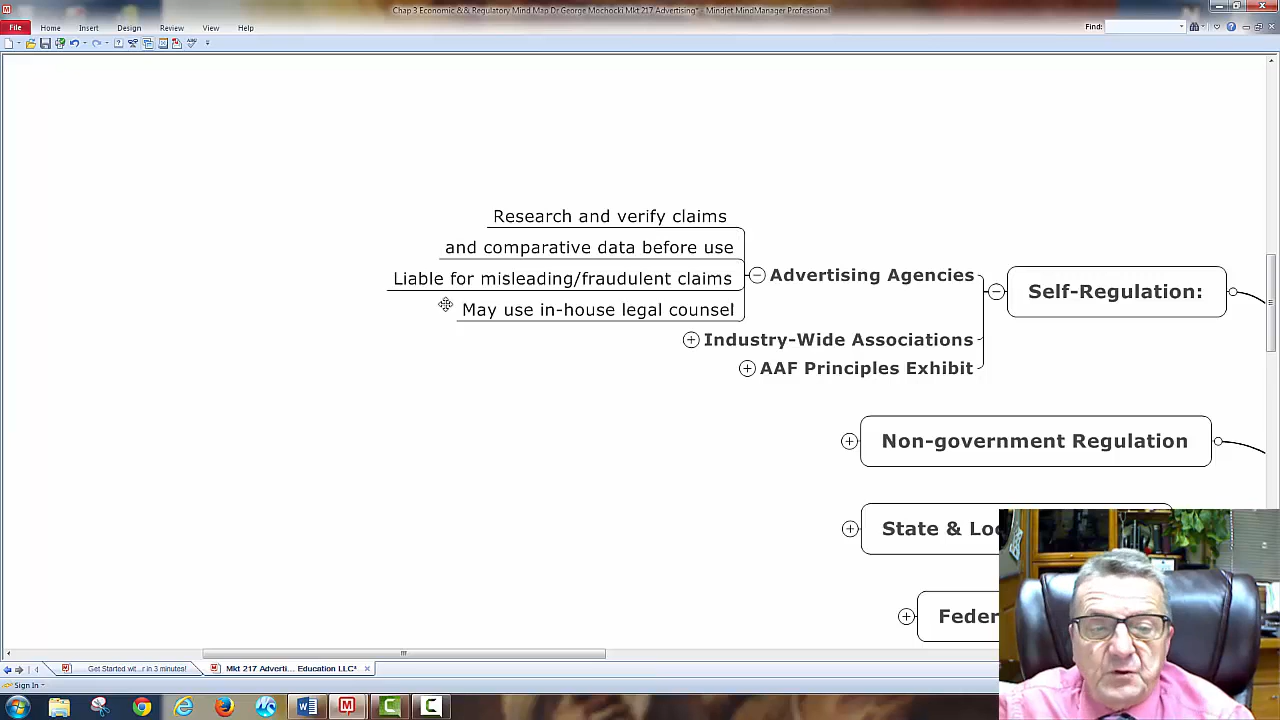 Chap 3 Economic & & Regulatory Mind Map Dr George Mochocki Mkt 217 Advertising* - Mindjet MindManager Professional
File Home Insert Design Review View Help Find:
Research and verify claims
and comparative data before use
Liable for misleading/fraudulent claims
May use in-house legal counsel
Advertising Agencies
Self-Regulation:
Industry-Wide Associations
AAF Principles Exhibit
Non-government Regulation
State & Loc
Feder
Get Started wit...r in 3 minutes! Mkt 217 Adverti... Education LLC*
Sign In